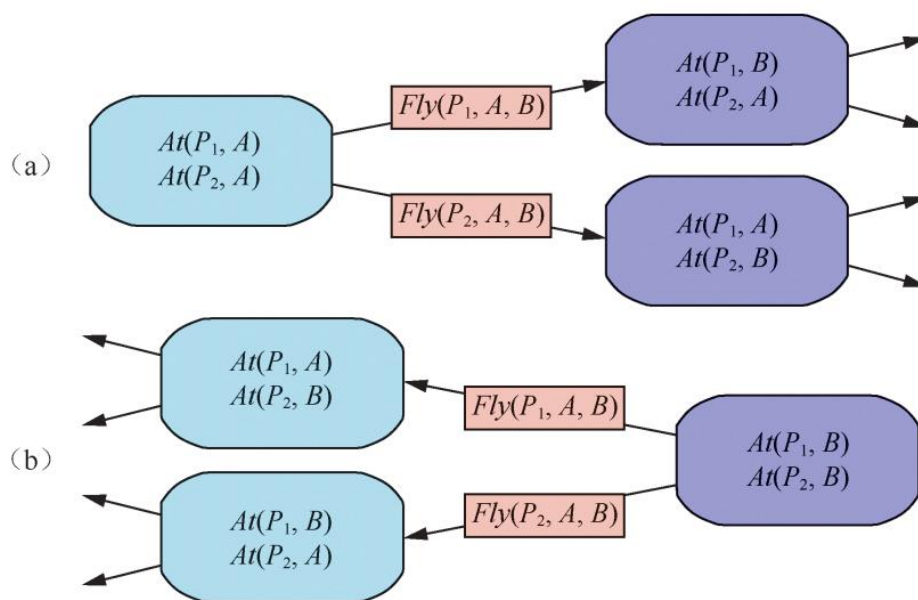 (a)
At(P₁, A)
At(P₂, A)
Fly(P₁, A, B)
Fly(P₂, A, B)
At(P₁, B)
At(P₂, A)
At(P₁, A)
At(P₂, B)
(b)
At(P₁, A)
At(P₂, B)
At(P₁, B)
At(P₂, A)
Fly(P₁, A, B)
Fly(P₂, A, B)
At(P₁, B)
At(P₂, B)